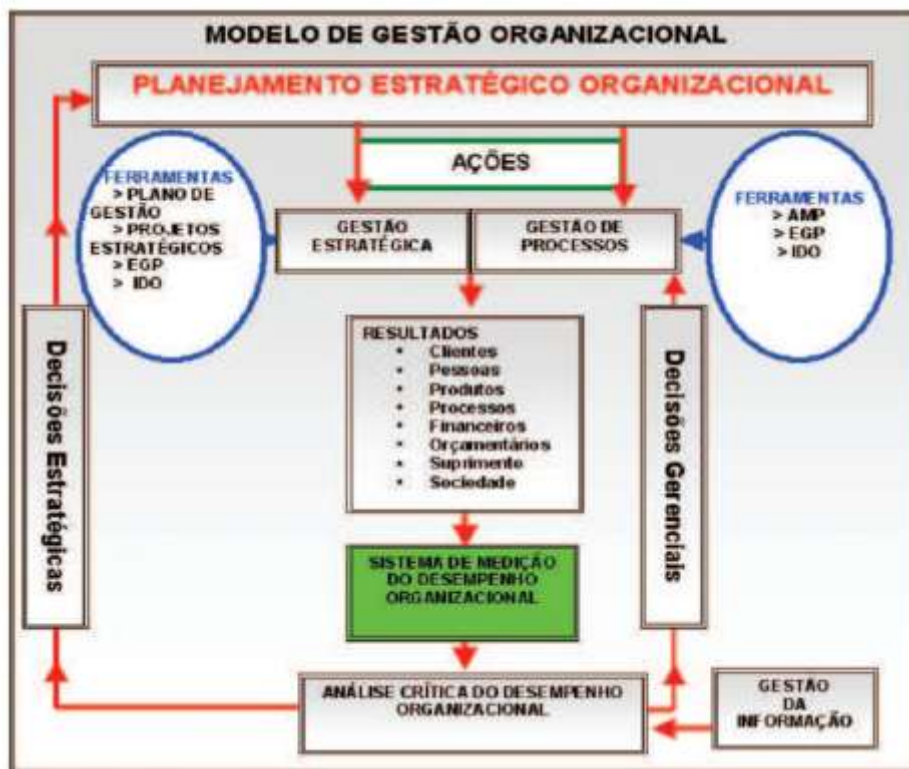 MODELO DE GESTÃO ORGANIZACIONAL
PLANEJAMENTO ESTRATÉGICO ORGANIZACIONAL
AÇÕES
FERRAMENTAS
> PLANO DE
GESTÃO
> PROJETOS
ESTRATÉGICOS
> EGP
> IDO
GESTÃO
ESTRATÉGICA
GESTÃO DE
PROCESSOS
FERRAMENTAS
> AMP
> EGP
> IDO
Decisões Estratégicas
RESULTADOS
• Clientes
• Pessoas
• Produtos
• Processos
• Financeiros
• Orçamentários
• Suprimento
• Sociedade
Decisões Gerenciais
SISTEMA DE MEDIÇÃO
DO DESEMPENHO
ORGANIZACIONAL
ANÁLISE CRÍTICA DO DESEMPENHO
ORGANIZACIONAL
GESTÃO
DA
INFORMAÇÃO